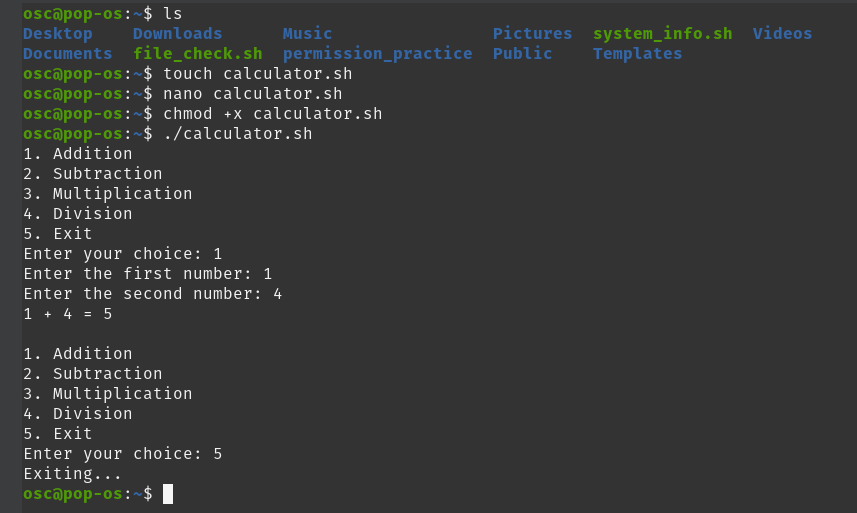 osc@pop-os:~$ ls
Desktop    Downloads      Music                Pictures  system_info.sh  Videos
Documents  file_check.sh  permission_practice  Public    Templates
osc@pop-os:~$ touch calculator.sh
osc@pop-os:~$ nano calculator.sh
osc@pop-os:~$ chmod +x calculator.sh
osc@pop-os:~$ ./calculator.sh
1. Addition
2. Subtraction
3. Multiplication
4. Division
5. Exit
Enter your choice: 1
Enter the first number: 1
Enter the second number: 4
1 + 4 = 5

1. Addition
2. Subtraction
3. Multiplication
4. Division
5. Exit
Enter your choice: 5
Exiting...
osc@pop-os:~$